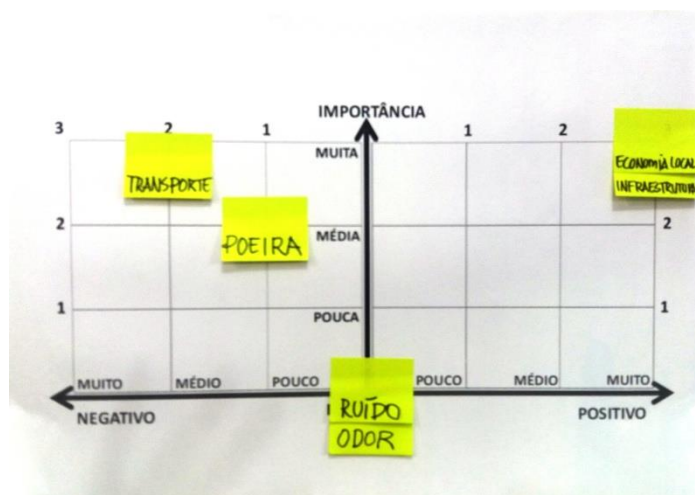 IMPORTÂNCIA
3 2 1 1 2
MUITA
TRANSPORTE
ECONOMIA LOCAL
2 MÉDIA 2
POEIRA
1 POUCA 1
MUITO MÉDIO POUCO POUCO MÉDIO MUITO
NEGATIVO POSITIVO
RUÍDO
ODOR